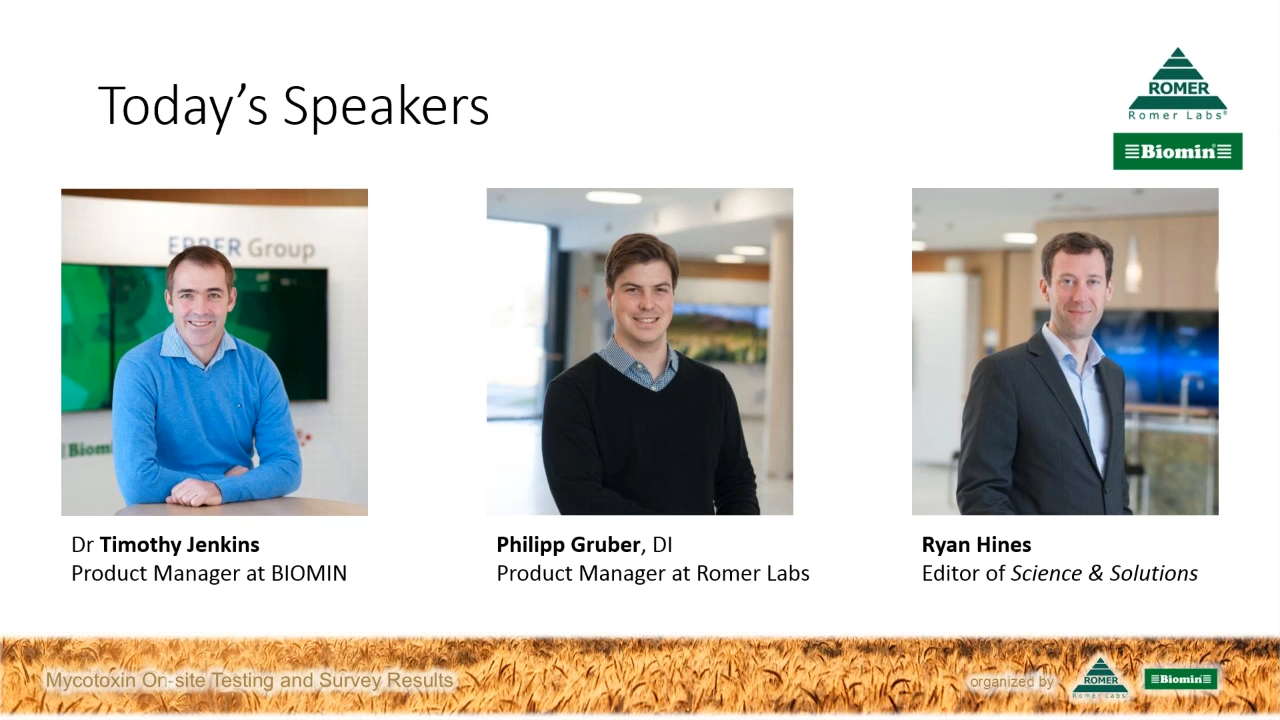 Today's Speakers
ROMER
Romer Labs®
Biomin®
ERBER Group
Biomi
Dr Timothy Jenkins
Product Manager at BIOMIN
Philipp Gruber, DI
Product Manager at Romer Labs
Ryan Hines
Editor of Science & Solutions
Mycotoxin On-site Testing and Survey Results
organized by
ROMER
Romer Labs®
Biomin